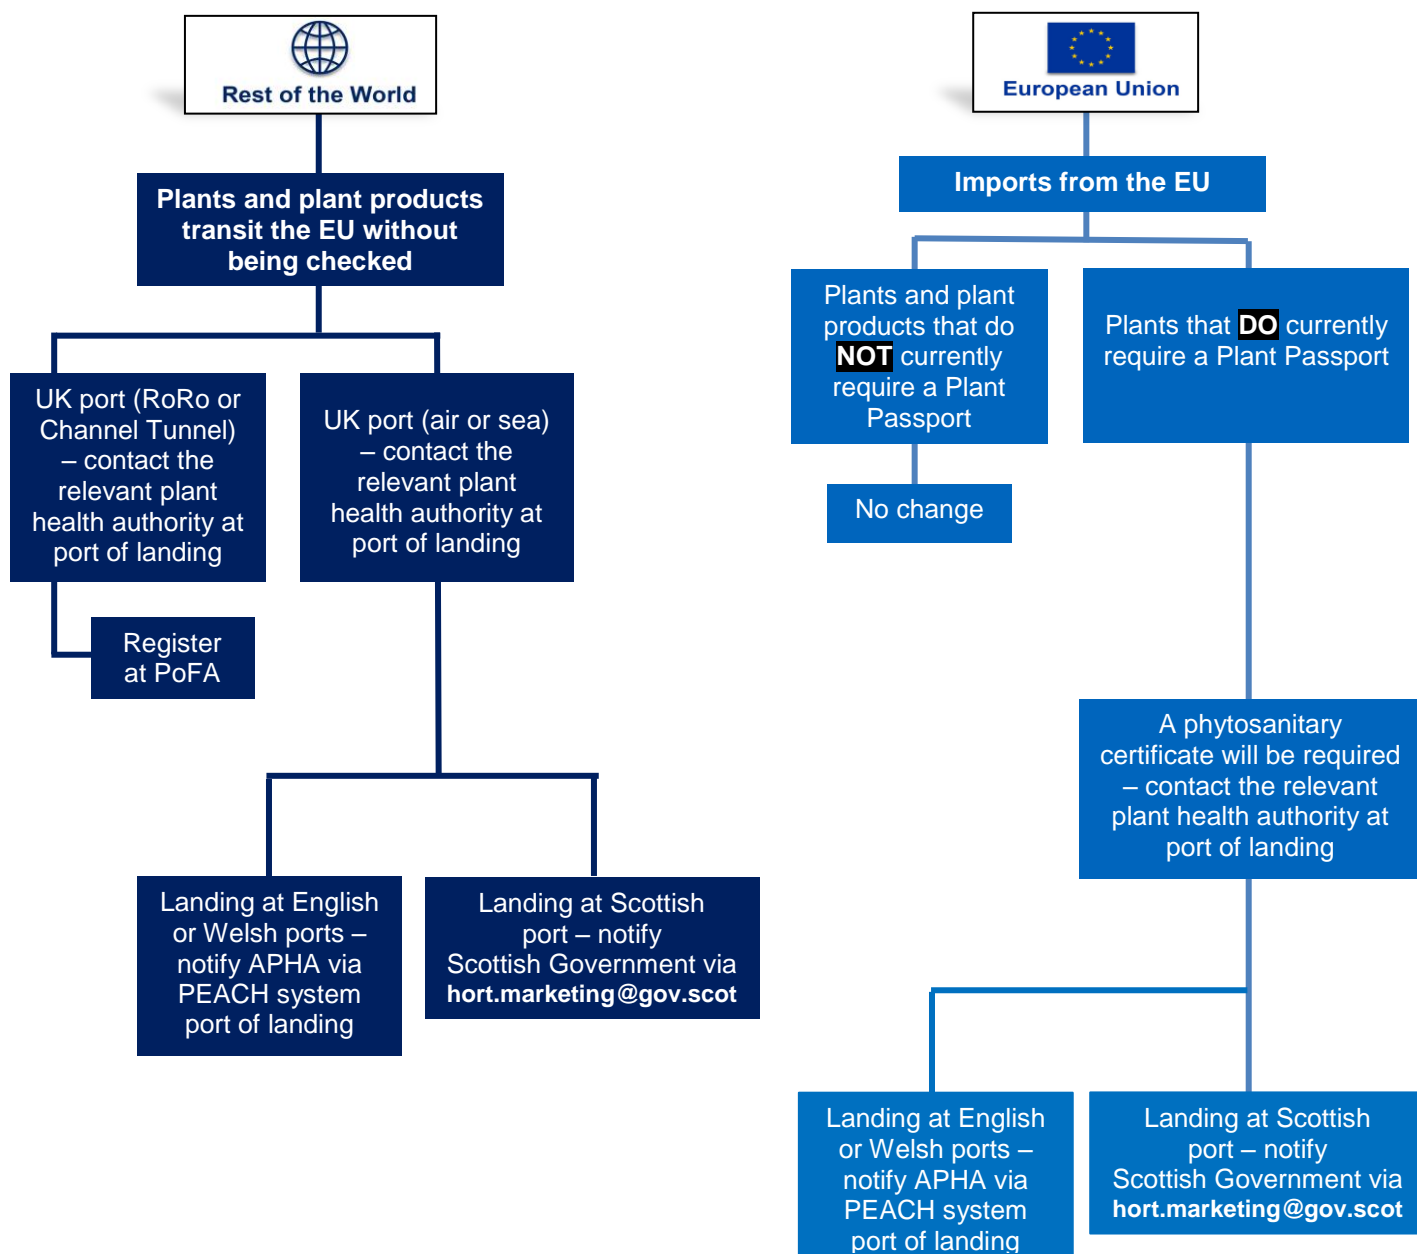 Rest of the World
Plants and plant products
transit the EU without
being checked
UK port (RoRo or
Channel Tunnel)
– contact the
relevant plant
health authority at
port of landing
Register
at PoFA
UK port (air or sea)
– contact the
relevant plant
health authority at
port of landing
Landing at English
or Welsh ports –
notify APHA via
PEACH system
port of landing
Landing at Scottish
port – notify
Scottish Government via
hort.marketing@gov.scot
European Union
Imports from the EU
Plants and plant
products that do
NOT currently
require a Plant
Passport
No change
Plants that DO currently
require a Plant Passport
A phytosanitary
certificate will be required
– contact the relevant
plant health authority at
port of landing
Landing at English
or Welsh ports –
notify APHA via
PEACH system
port of landing
Landing at Scottish
port – notify
Scottish Government via
hort.marketing@gov.scot